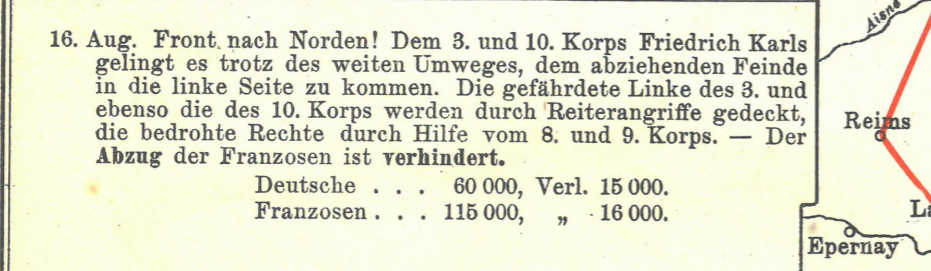 16. Aug. Front nach Norden! Dem 3. und 10. Korps Friedrich Karls
gelingt es trotz des weiten Umweges, dem abziehenden Feinde
in die linke Seite zu kommen. Die gefährdete Linke des 3. und
ebenso die des 10. Korps werden durch Reiterangriffe gedeckt,
die bedrohte Rechte durch Hilfe vom 8. und 9. Korps. — Der
Abzug der Franzosen ist verhindert.
Deutsche . . . 60 000, Verl. 15 000.
Franzosen . . . 115 000, „ 16 000.
Aisne
Reims
Epernay